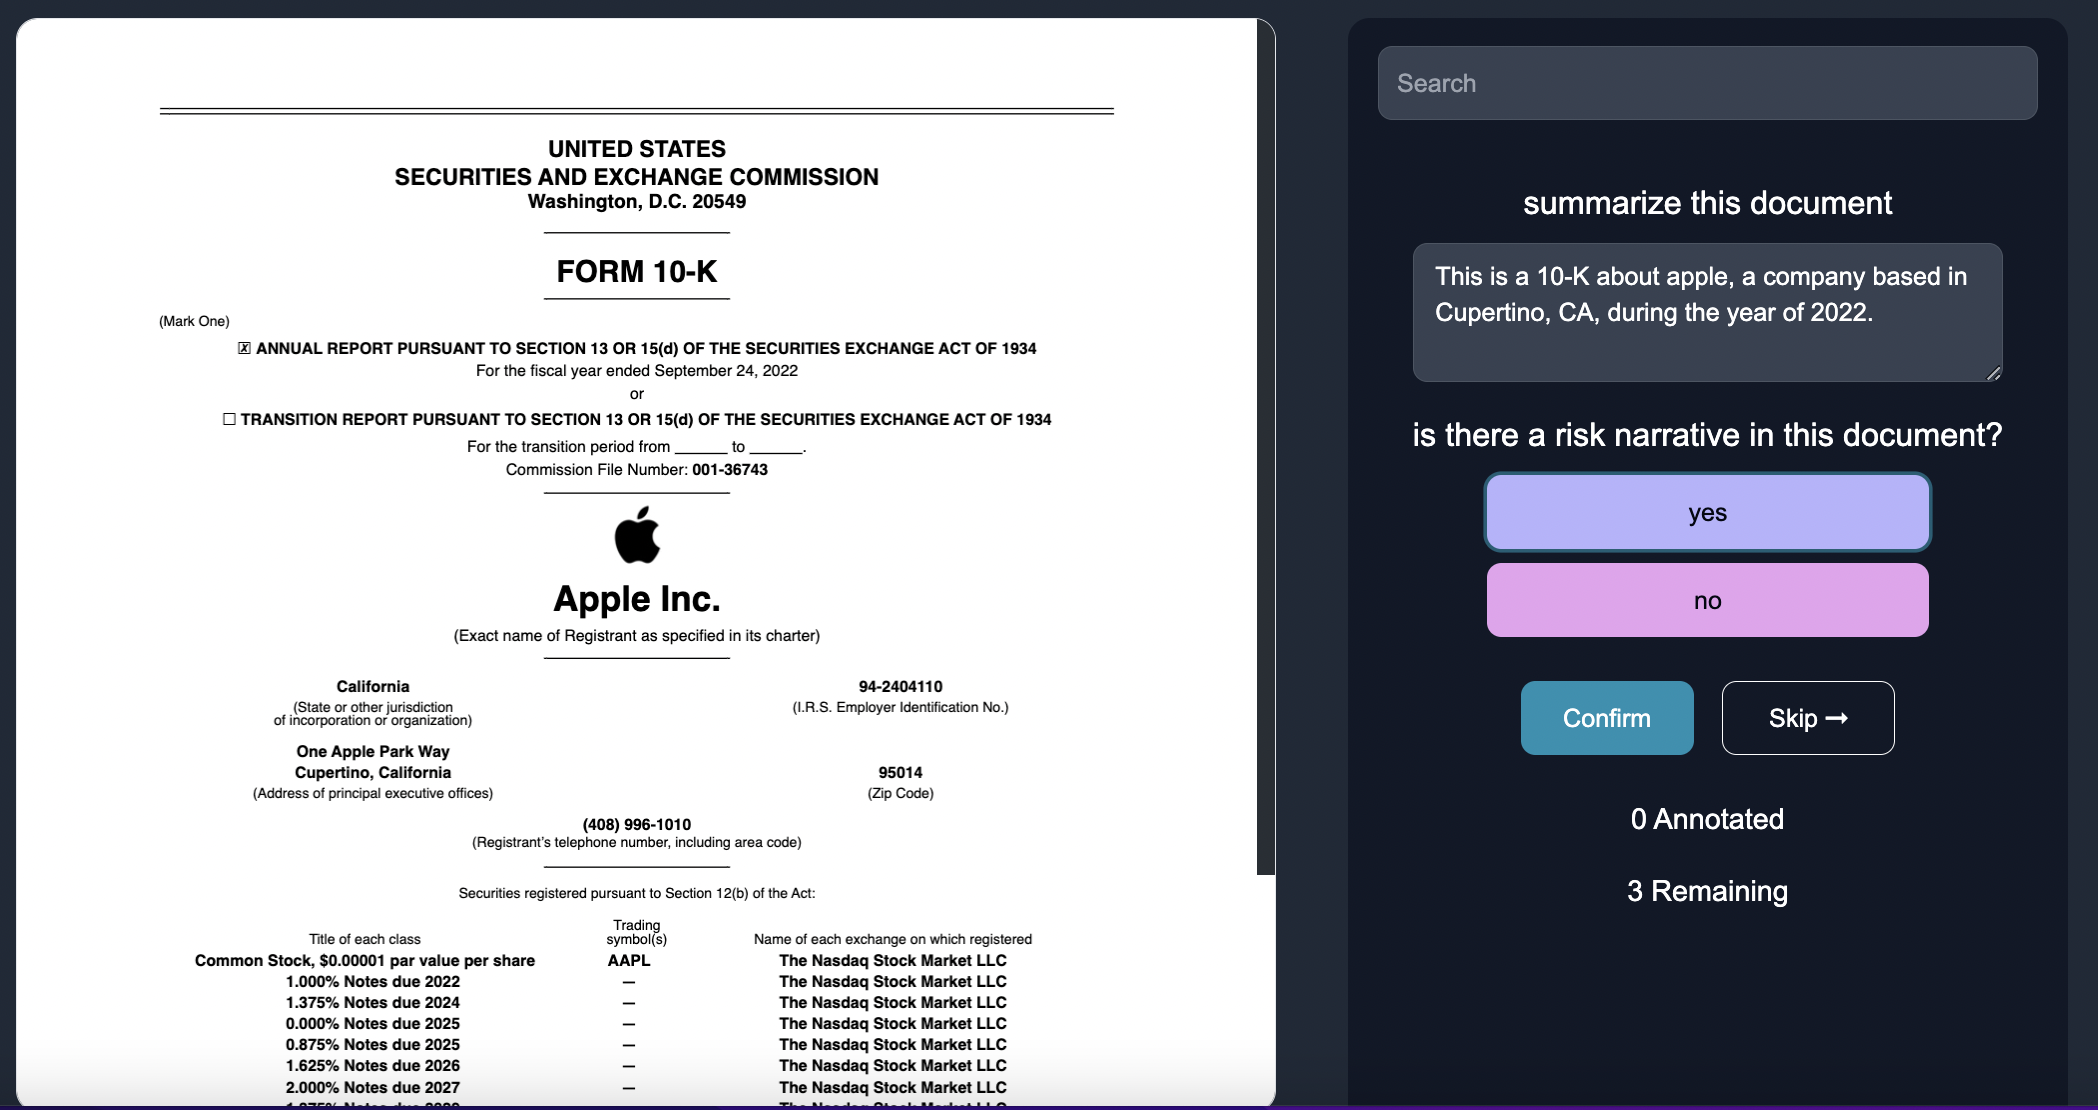 UNITED STATES
SECURITIES AND EXCHANGE COMMISSION
Washington, D.C. 20549
FORM 10-K
(Mark One)
☒ ANNUAL REPORT PURSUANT TO SECTION 13 OR 15(d) OF THE SECURITIES EXCHANGE ACT OF 1934
For the fiscal year ended September 24, 2022
or
☐ TRANSITION REPORT PURSUANT TO SECTION 13 OR 15(d) OF THE SECURITIES EXCHANGE ACT OF 1934
For the transition period from ______ to ______.
Commission File Number: 001-36743
Apple Inc.
(Exact name of Registrant as specified in its charter)
California 94-2404110
(State or other jurisdiction (I.R.S. Employer Identification No.)
of incorporation or organization)
One Apple Park Way
Cupertino, California 95014
(Address of principal executive offices) (Zip Code)
(408) 996-1010
(Registrant's telephone number, including area code)
Securities registered pursuant to Section 12(b) of the Act:
Trading
Title of each class symbol(s) Name of each exchange on which registered
Common Stock, $0.00001 par value per share AAPL The Nasdaq Stock Market LLC
1.000% Notes due 2022 — The Nasdaq Stock Market LLC
1.375% Notes due 2024 — The Nasdaq Stock Market LLC
0.000% Notes due 2025 — The Nasdaq Stock Market LLC
0.875% Notes due 2025 — The Nasdaq Stock Market LLC
1.625% Notes due 2026 — The Nasdaq Stock Market LLC
2.000% Notes due 2027 — The Nasdaq Stock Market LLC
Search
summarize this document
This is a 10-K about apple, a company based in
Cupertino, CA, during the year of 2022.
is there a risk narrative in this document?
yes
no
Confirm
Skip →
0 Annotated
3 Remaining